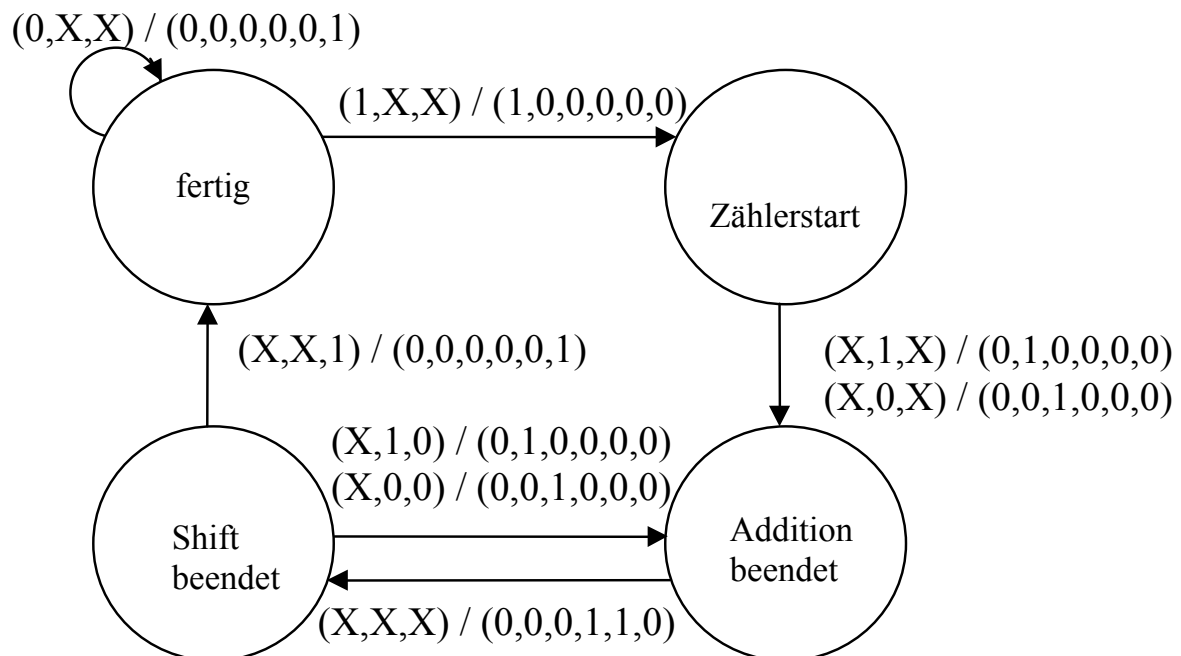 (0,X,X) / (0,0,0,0,0,1)
(1,X,X) / (1,0,0,0,0,0)
fertig
Zählerstart
(X,X,1) / (0,0,0,0,0,1)
(X,1,X) / (0,1,0,0,0,0)
(X,0,X) / (0,0,1,0,0,0)
(X,1,0) / (0,1,0,0,0,0)
(X,0,0) / (0,0,1,0,0,0)
Shift
beendet
Addition
beendet
(X,X,X) / (0,0,0,1,1,0)